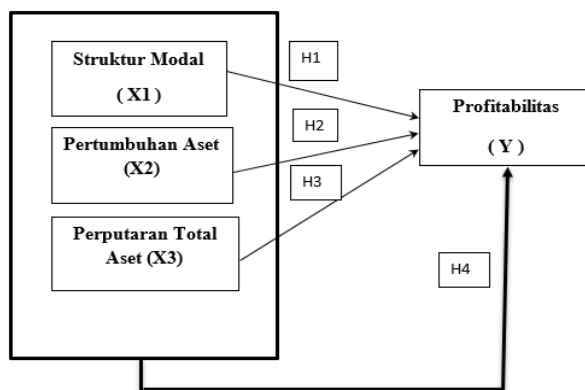 Struktur Modal
( X1 )
H1
Profitabilitas
( Y )
Pertumbuhan Aset
(X2)
H2
H3
Perputaran Total
Aset (X3)
H4